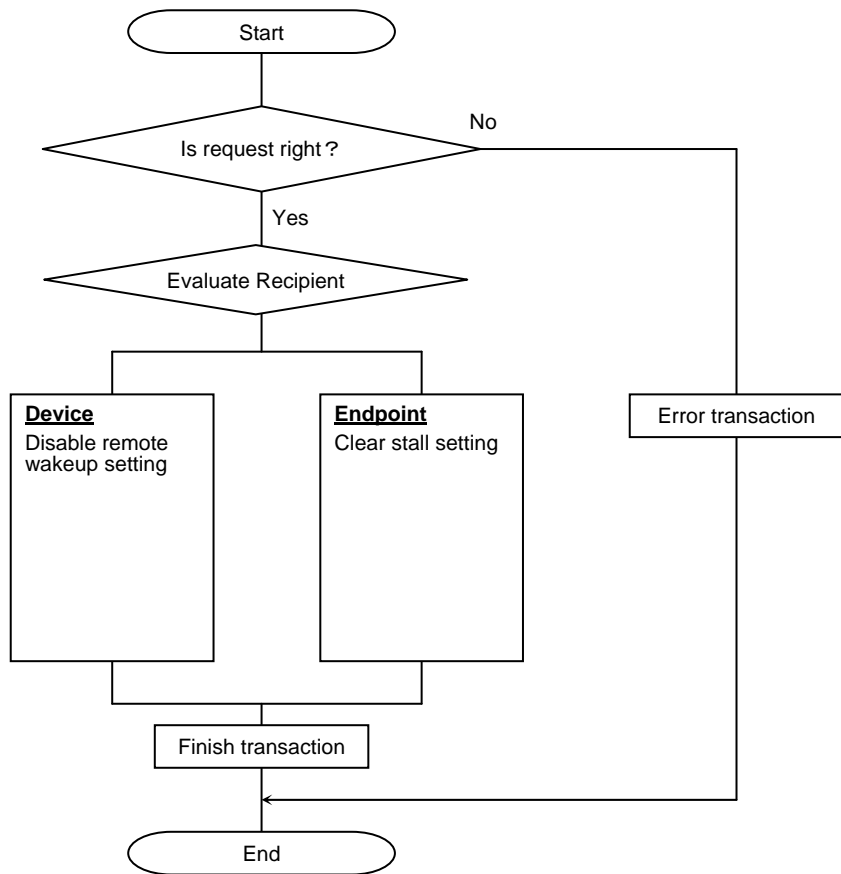 Start
No
Is request right？
Yes
Evaluate Recipient
Device
Disable remote
wakeup setting
Endpoint
Clear stall setting
Error transaction
Finish transaction
End